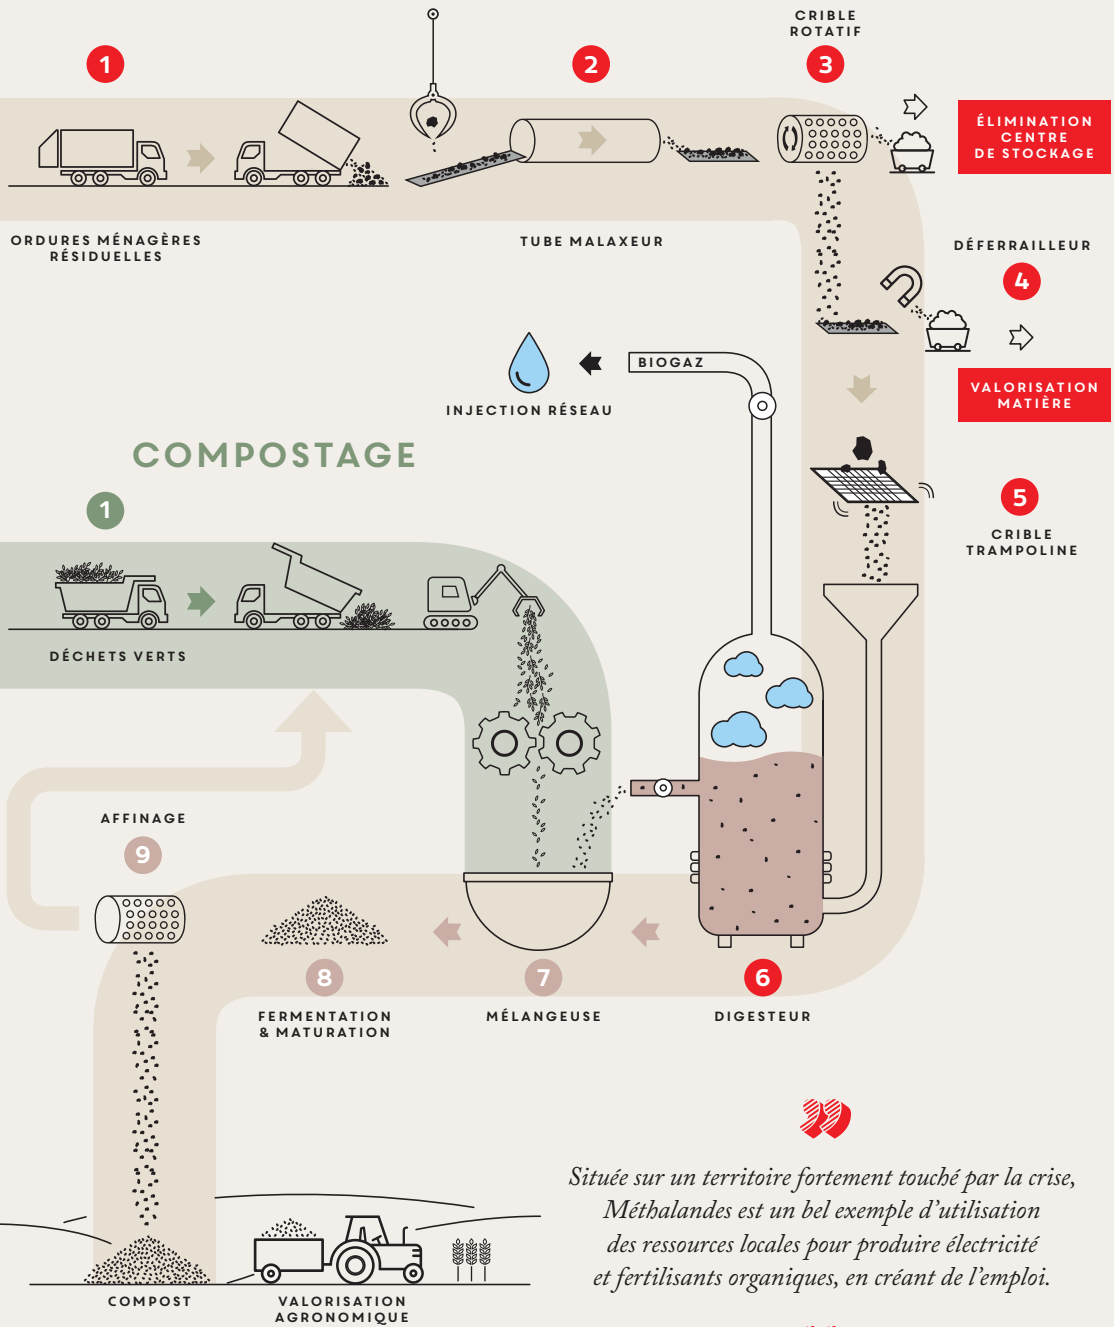 1
ORDURES MÉNAGÈRES
RÉSIDUELLES
2
TUBE MALAXEUR
CRIBLE
ROTATIF
3
ÉLIMINATION
CENTRE
DE STOCKAGE
DÉFERRAILLEUR
4
VALORISATION
MATIÈRE
5
CRIBLE
TRAMPOLINE
BIOGAZ
INJECTION RÉSEAU
COMPOSTAGE
1
DÉCHETS VERTS
6
DIGESTEUR
7
MÉLANGEUSE
8
FERMENTATION
& MATURATION
AFFINAGE
9
COMPOST
VALORISATION
AGRONOMIQUE
Située sur un territoire fortement touché par la crise,
Méthalandes est un bel exemple d’utilisation
des ressources locales pour produire électricité
et fertilisants organiques, en créant de l’emploi.